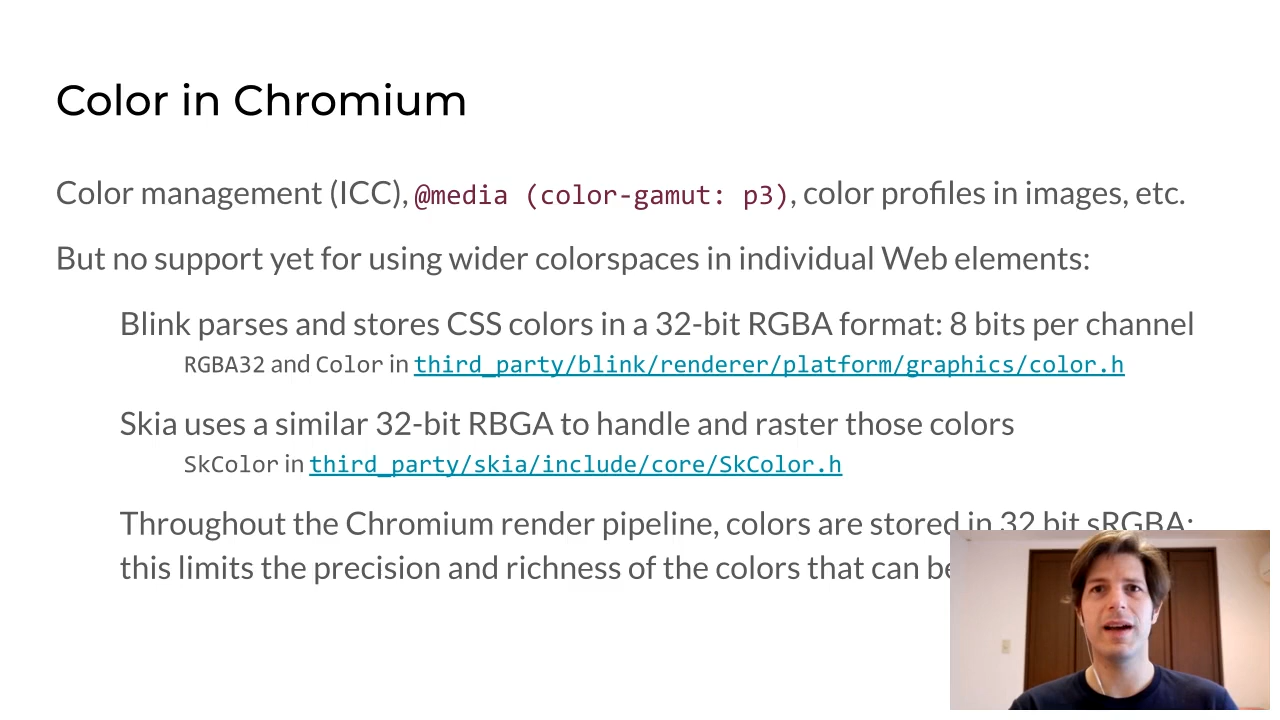 Color in Chromium
Color management (ICC), @media (color-gamut: p3), color profiles in images, etc.
But no support yet for using wider colorspaces in individual Web elements:
Blink parses and stores CSS colors in a 32-bit RGBA format: 8 bits per channel
RGBA32 and Color in third_party/blink/renderer/platform/graphics/color.h
Skia uses a similar 32-bit RBGA to handle and raster those colors
SkColor in third_party/skia/include/core/SkColor.h
Throughout the Chromium render pipeline, colors are stored in 32 bit sRGBA:
this limits the precision and richness of the colors that can be